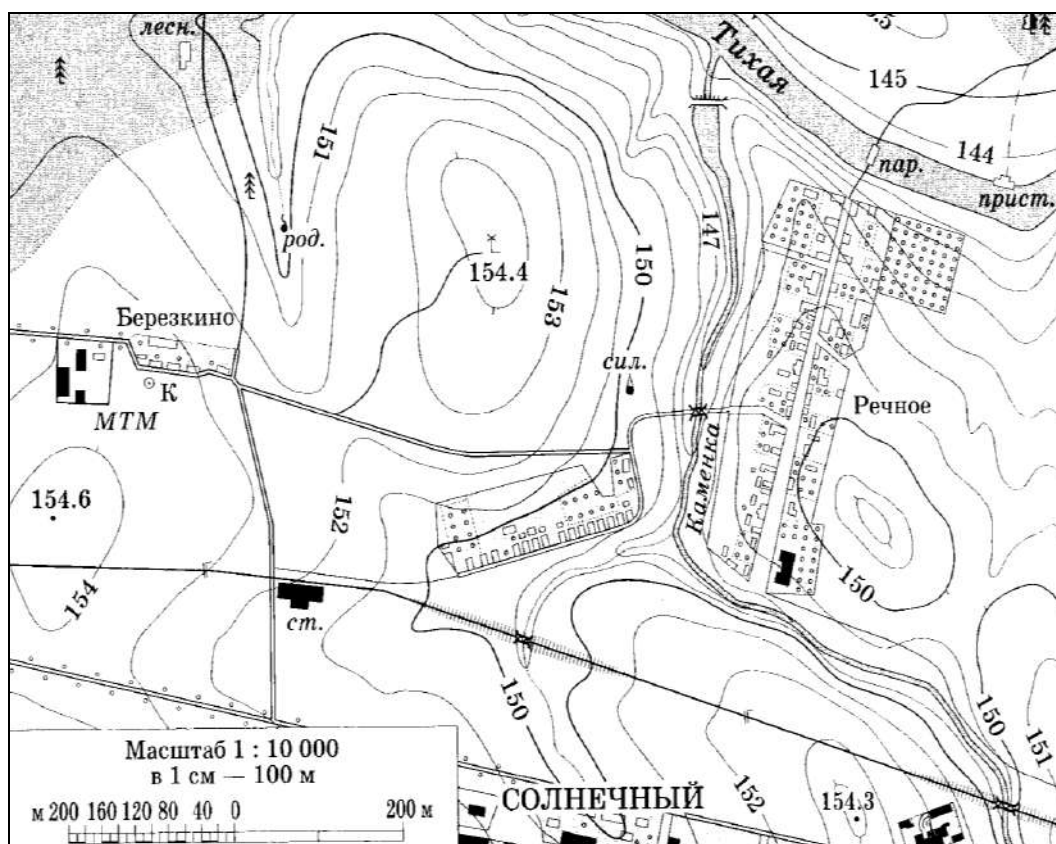 лесн.
Тихая
145
144
пар.
прист.
151
род.
154.4
153
150
147
Березкино
сил.
К
МТМ
Речное
Каменка
154.6
152
154
ст.
150
150
150
151
152
154.3
СОЛНЕЧНЫЙ
Масштаб 1 : 10 000
в 1 см — 100 м
м 200 160 120 80 40 0 200 м